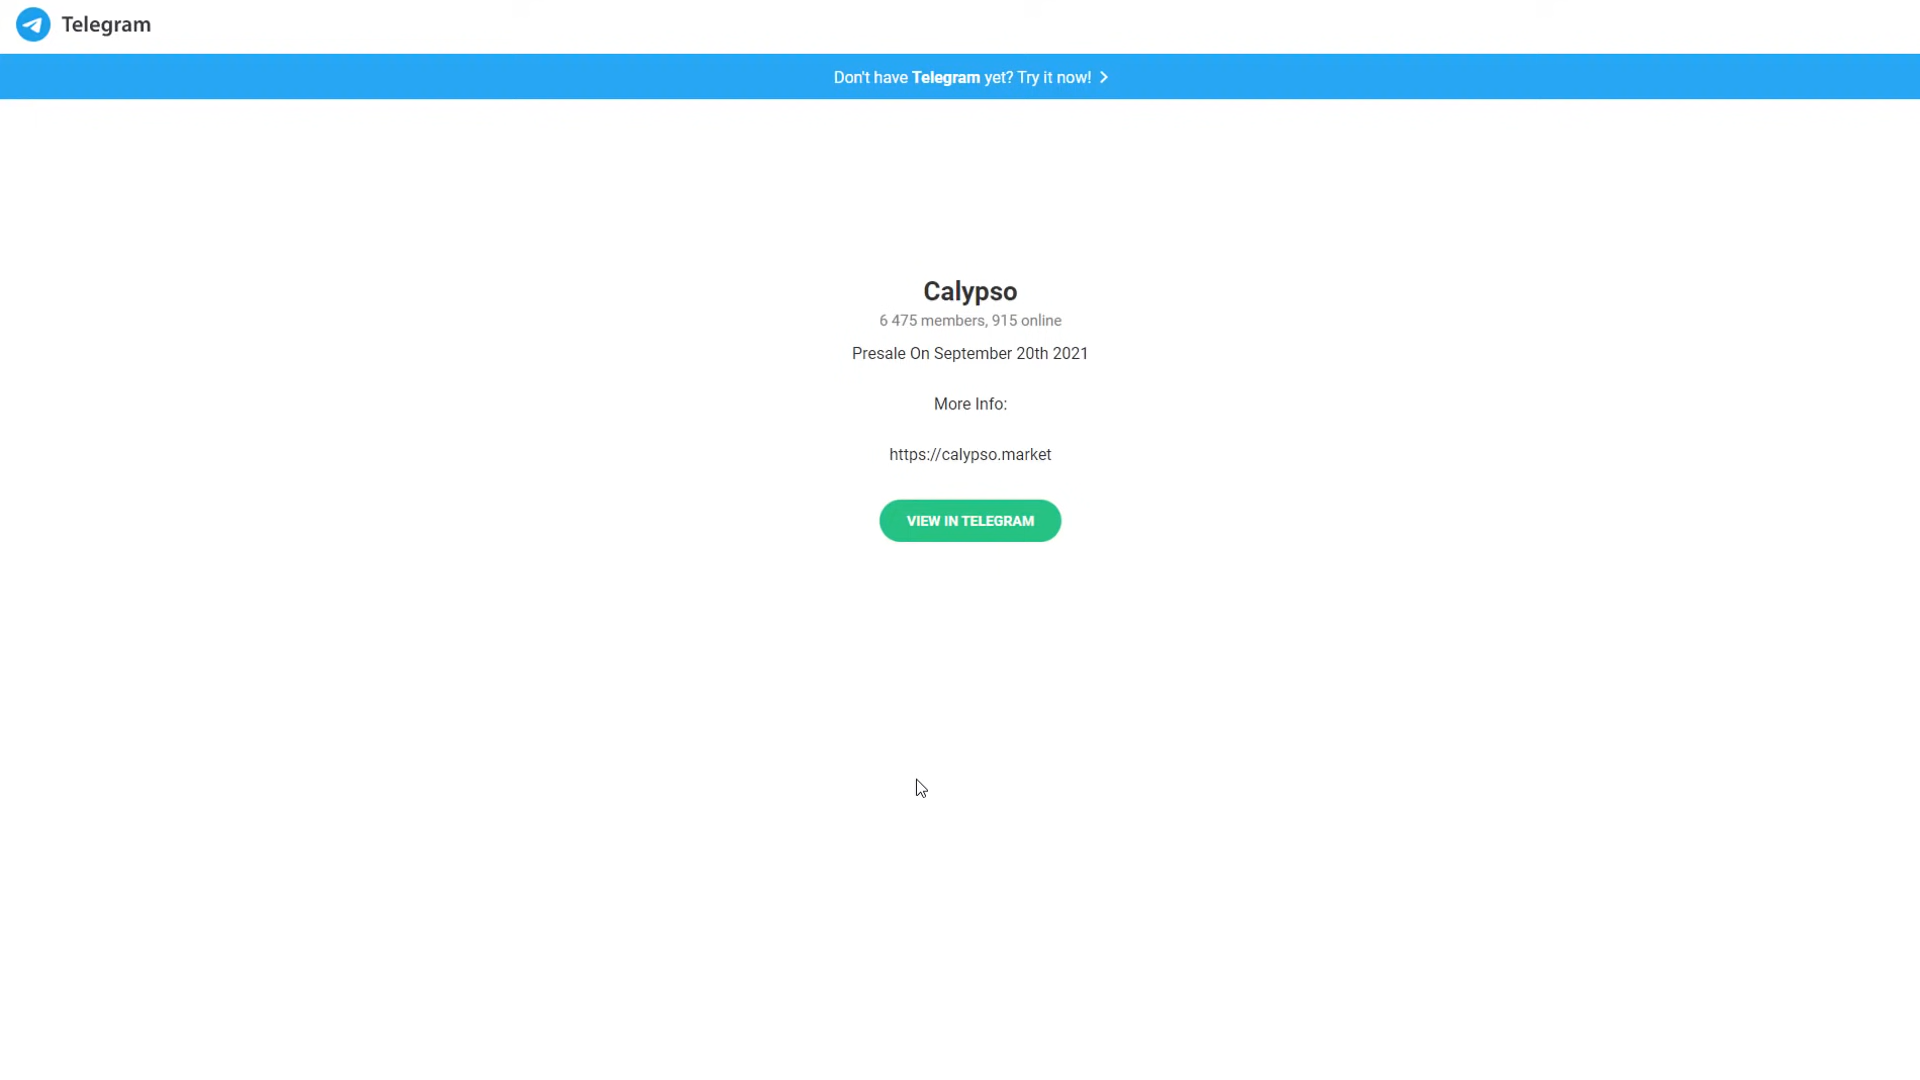 Telegram
Don't have Telegram yet? Try it now!
Calypso
6 475 members, 915 online
Presale On September 20th 2021
More Info:
https://calypso.market
VIEW IN TELEGRAM